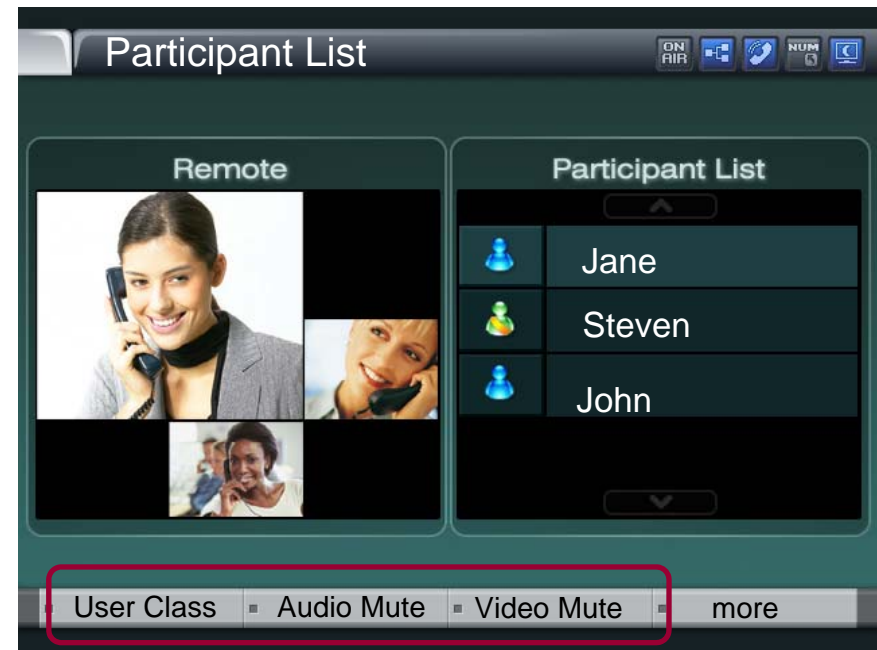 Participant List
ON AIR
NUM
Remote
Participant List
Jane
Steven
John
User Class Audio Mute Video Mute more